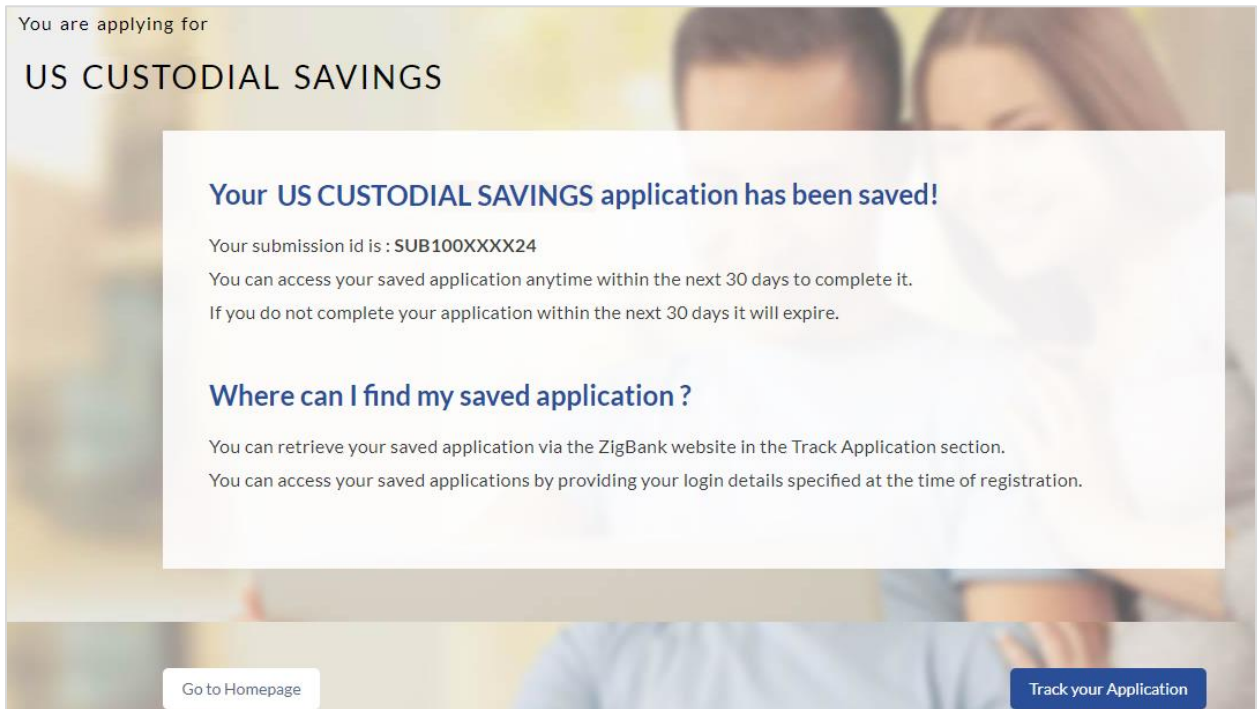 You are applying for
US CUSTODIAL SAVINGS
Your US CUSTODIAL SAVINGS application has been saved!
Your submission id is : SUB100XXXX24
You can access your saved application anytime within the next 30 days to complete it.
If you do not complete your application within the next 30 days it will expire.
Where can I find my saved application ?
You can retrieve your saved application via the ZigBank website in the Track Application section.
You can access your saved applications by providing your login details specified at the time of registration.
Go to Homepage
Track your Application